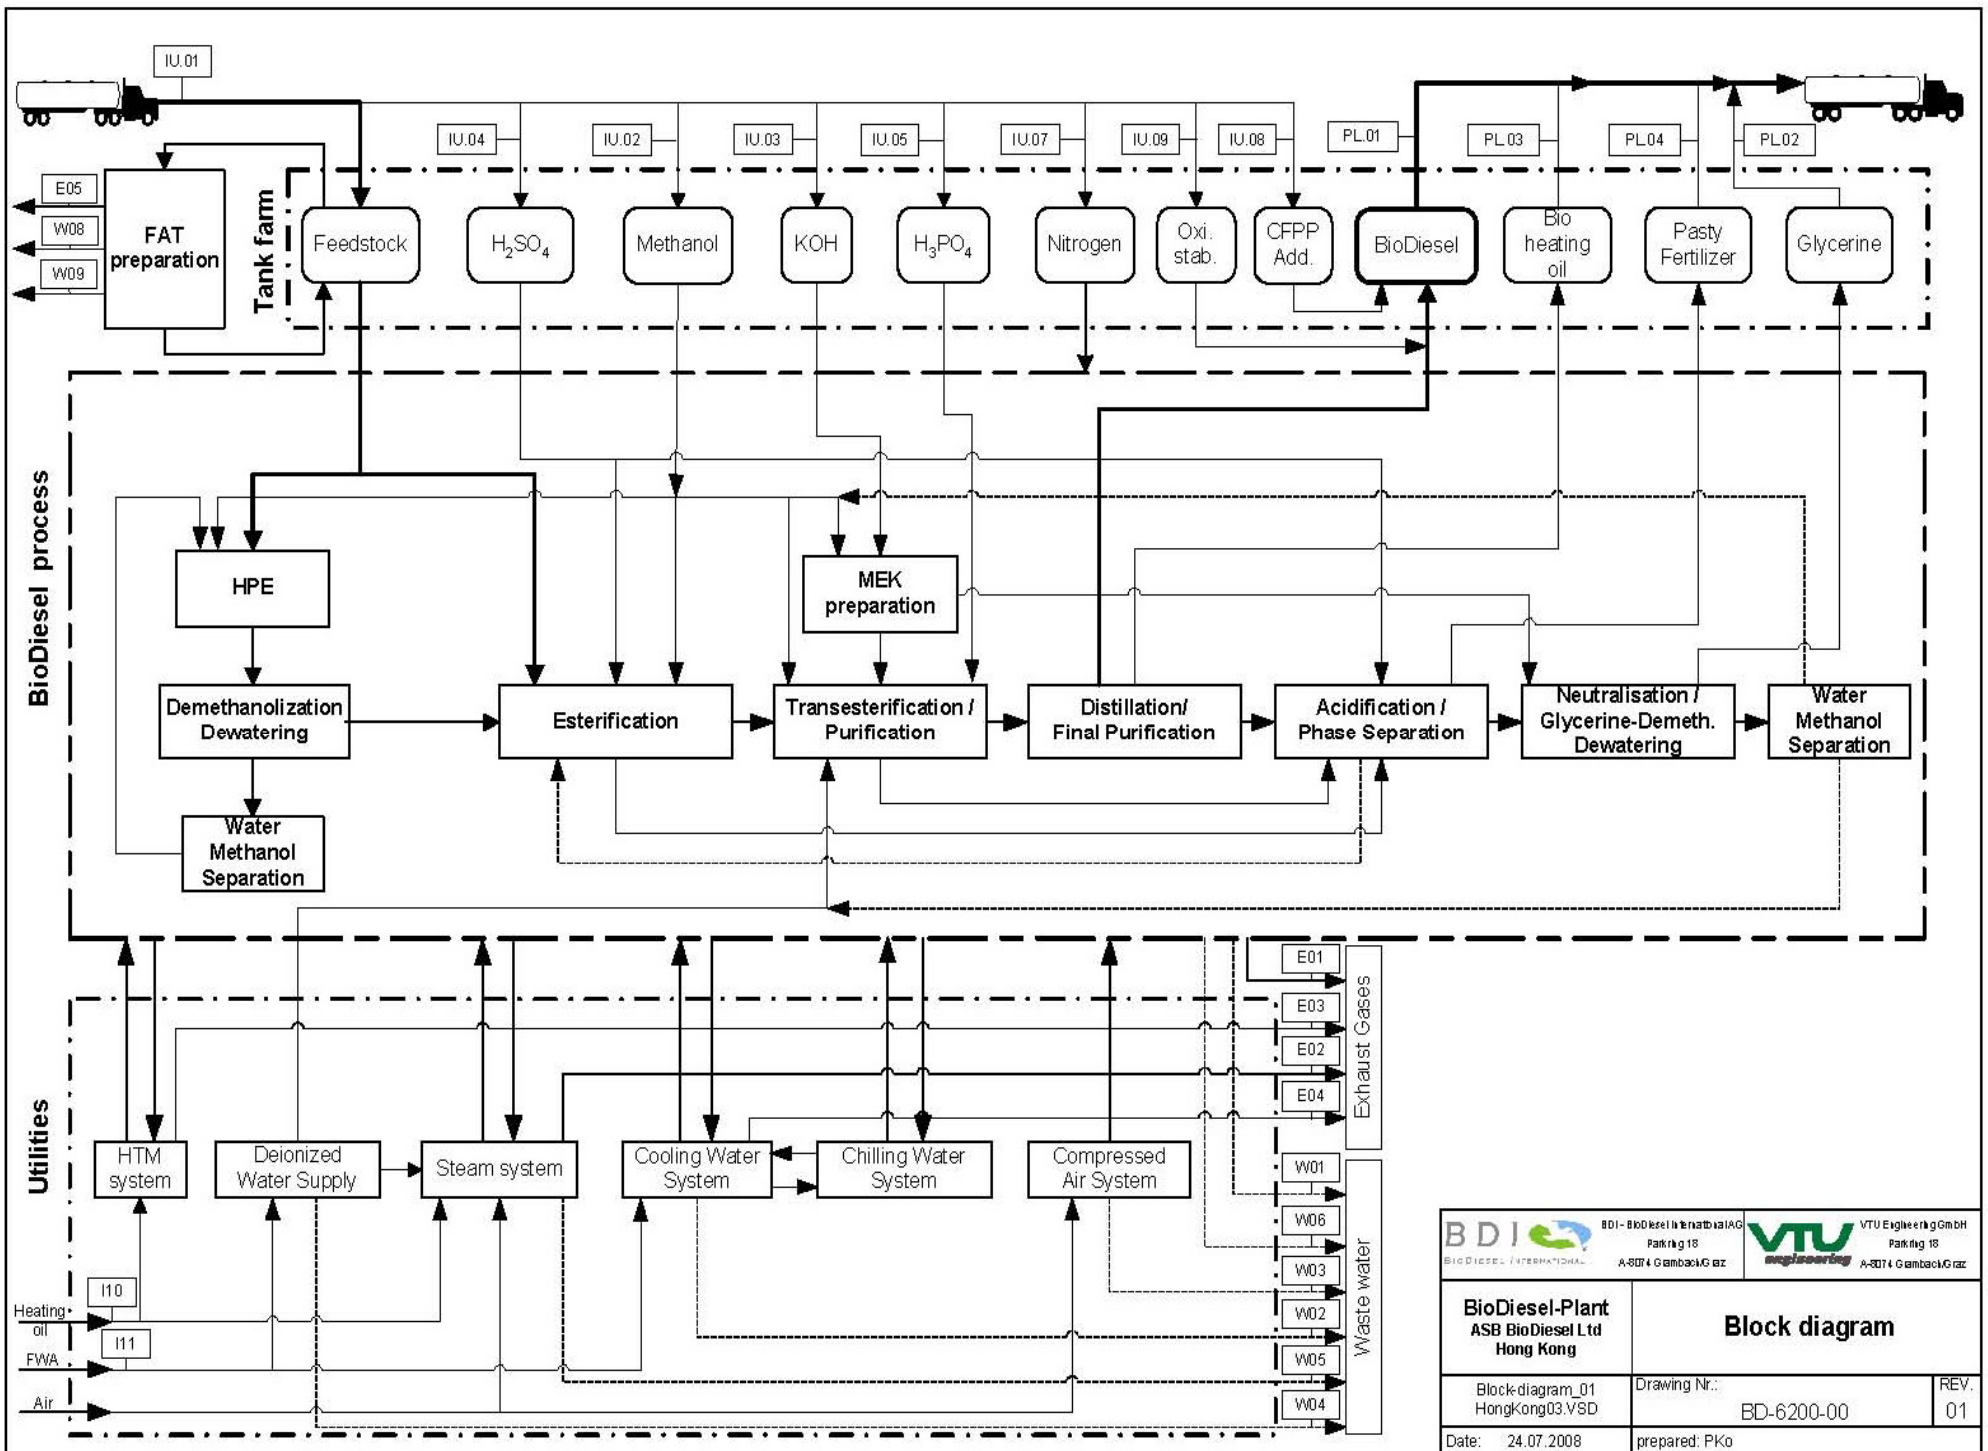 IU.01
IU.04
IU.02
IU.03
IU.05
IU.07
IU.09
IU.08
PL.01
PL.03
PL.04
PL.02
E05
W08
W09
FAT
preparation
Tank farm
Feedstock
H2SO4
Methanol
KOH
H3PO4
Nitrogen
Oxi.
stab.
CFPP
Add.
BioDiesel
Bio
heating
oil
Pasty
Fertilizer
Glycerine
BioDiesel process
HPE
MEK
preparation
Demethanolization
Dewatering
Esterification
Transesterification /
Purification
Distillation/
Final Purification
Acidification /
Phase Separation
Neutralisation /
Glycerine-Demeth.
Dewatering
Water
Methanol
Separation
Water
Methanol
Separation
Utilities
HTM
system
Deionized
Water Supply
Steam system
Cooling Water
System
Chilling Water
System
Compressed
Air System
E01
E03
E02
E04
Exhaust Gases
W01
W06
W03
W02
W05
W04
Waste water
I10
Heating
oil
I11
FWA
Air
BDI
BIODIESEL INTERNATIONAL
BDI - BioDiesel International AG
Parkring 18
A-8074 Grambach/Graz
VTU
engineering
VTU Engineering GmbH
Parkring 18
A-8074 Grambach/Graz
BioDiesel-Plant
ASB BioDiesel Ltd
Hong Kong
Block diagram
Block-diagram_01
HongKong03.VSD
Drawing Nr.:
BD-6200-00
REV.
01
Date: 24.07.2008
prepared: PKo